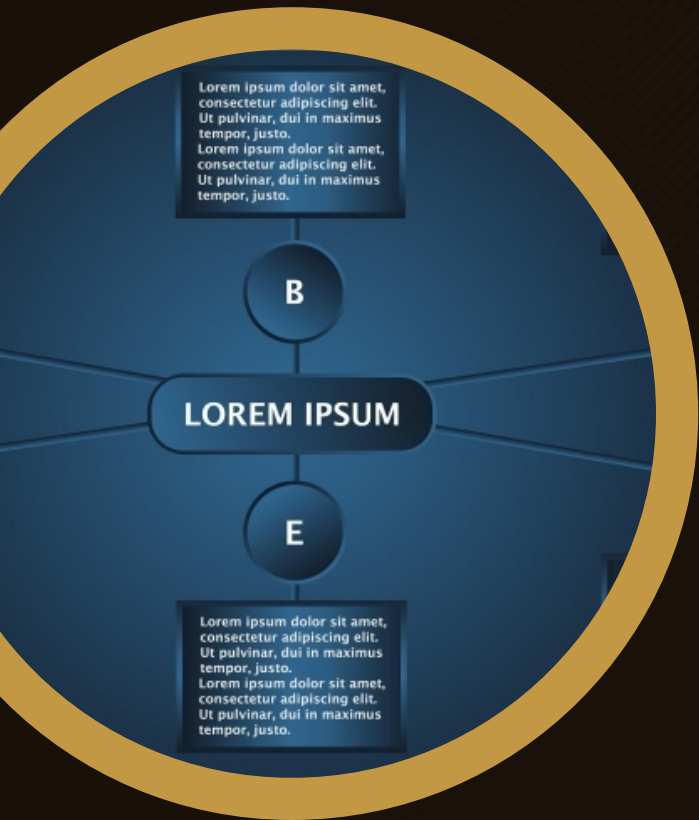 Lorem ipsum dolor sit amet,
consectetur adipiscing elit.
Ut pulvinar, dui in maximus
tempor, justo.
Lorem ipsum dolor sit amet,
consectetur adipiscing elit.
Ut pulvinar, dui in maximus
tempor, justo.
B
LOREM IPSUM
E
Lorem ipsum dolor sit amet,
consectetur adipiscing elit.
Ut pulvinar, dui in maximus
tempor, justo.
Lorem ipsum dolor sit amet,
consectetur adipiscing elit.
Ut pulvinar, dui in maximus
tempor, justo.